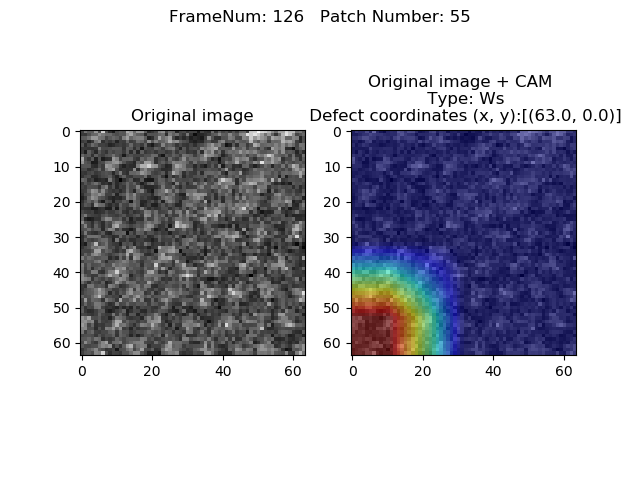 FrameNum: 126   Patch Number: 55
Original image
Original image + CAM
Type: Ws
Defect coordinates (x, y):[(63.0, 0.0)]
0
10
20
30
40
50
60
0 20 40 60
0
10
20
30
40
50
60
0 20 40 60